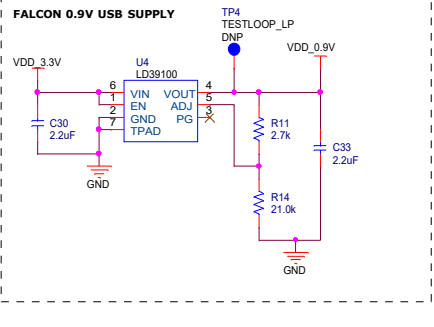 FALCON 0.9V USB SUPPLY
TP4
TESTLOOP_LP
DNP
VDD_3.3V
U4
LD39100
VDD_0.9V
6 VIN VOUT 4
1 EN ADJ 5
2 GND PG 3
7 TPAD
C30
2.2uF
R11
2.7k
C33
2.2uF
GND
R14
21.0k
GND